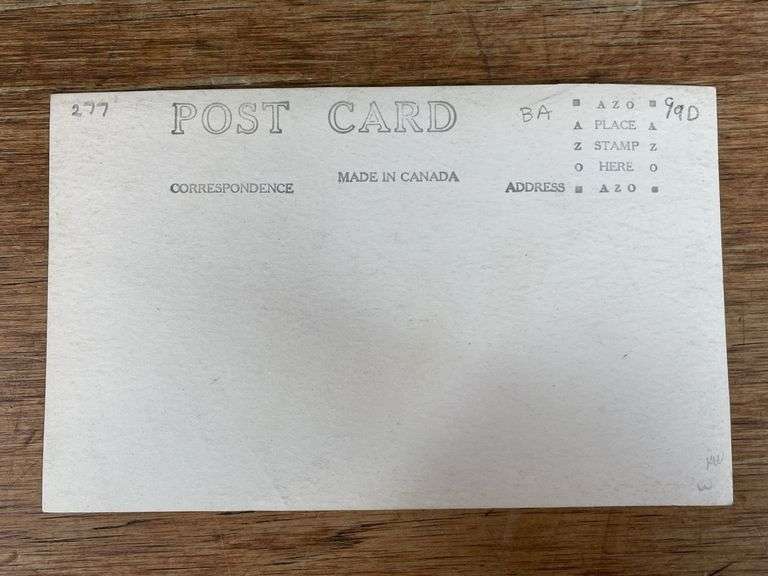 277
POST CARD
BA
99D
AZO
A PLACE A
Z STAMP Z
O HERE O
AZO
MADE IN CANADA
CORRESPONDENCE
ADDRESS